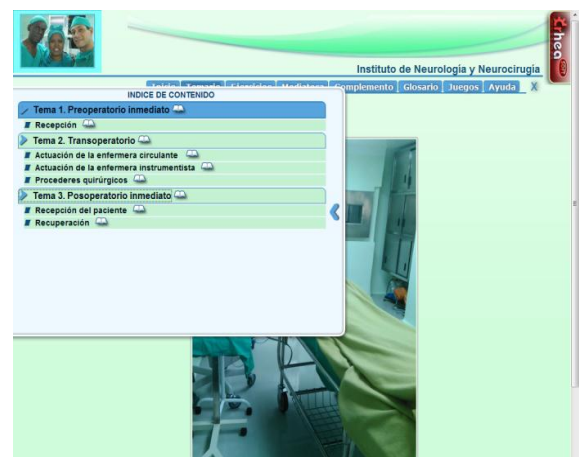 Crhea
Instituto de Neurología y Neurocirugía
Complemento Glosario Juegos Ayuda X
INDICE DE CONTENIDO
Tema 1. Preoperatorio inmediato
Recepción
Tema 2. Transoperatorio
Actuación de la enfermera circulante
Actuación de la enfermera instrumentista
Procederes quirúrgicos
Tema 3. Posoperatorio inmediato
Recepción del paciente
Recuperación